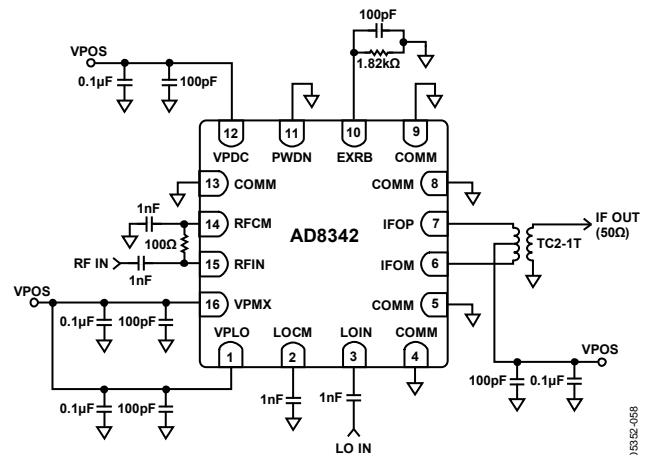 100pF
VPOS
1.82kΩ
0.1µF
100pF
12
11
10
9
VPDC
PWDN
EXRB
COMM
13
COMM
COMM
8
1nF
14
RFCM
IFOP
7
IF OUT
(50Ω)
100Ω
AD8342
TC2-1T
RF IN
15
RFIN
IFOM
6
1nF
VPOS
16
VPMX
COMM
5
0.1µF
100pF
VPLO
LOCM
LOIN
COMM
1
2
3
4
VPOS
0.1µF
100pF
1nF
1nF
100pF
0.1µF
LO IN
05352-058